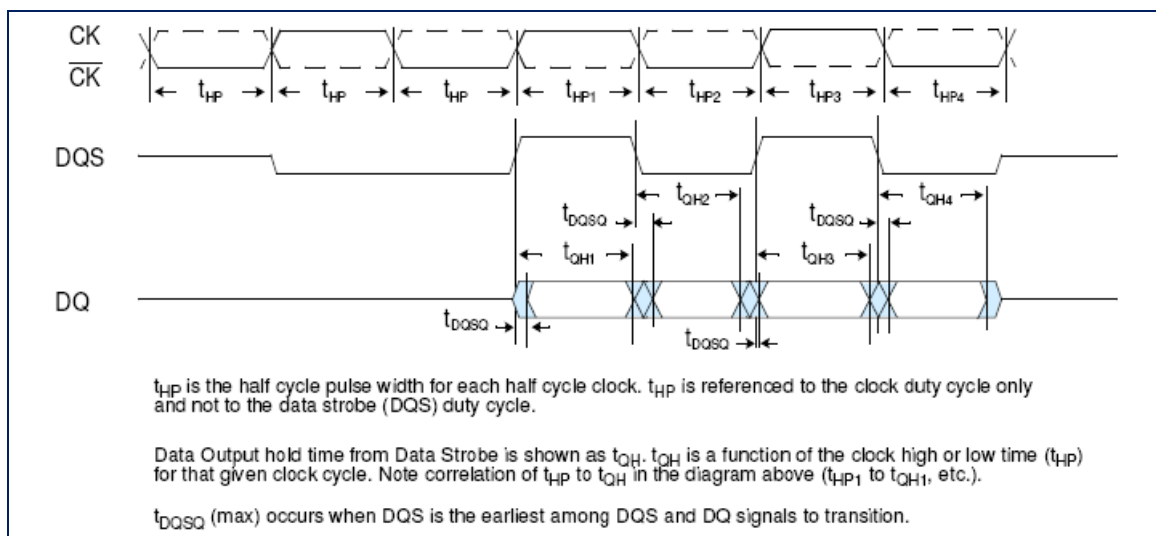 CK
CK
tHP tHP tHP tHP1 tHP2 tHP3 tHP4
DQS
tQH2 tQH4
tDQSQ tDQSQ
tQH1 tQH3
DQ
tDQSQ tDQSQ
tHP is the half cycle pulse width for each half cycle clock. tHP is referenced to the clock duty cycle only
and not to the data strobe (DQS) duty cycle.
Data Output hold time from Data Strobe is shown as tQH. tQH is a function of the clock high or low time (tHP)
for that given clock cycle. Note correlation of tHP to tQH in the diagram above (tHP1 to tQH1, etc.).
tDQSQ (max) occurs when DQS is the earliest among DQS and DQ signals to transition.